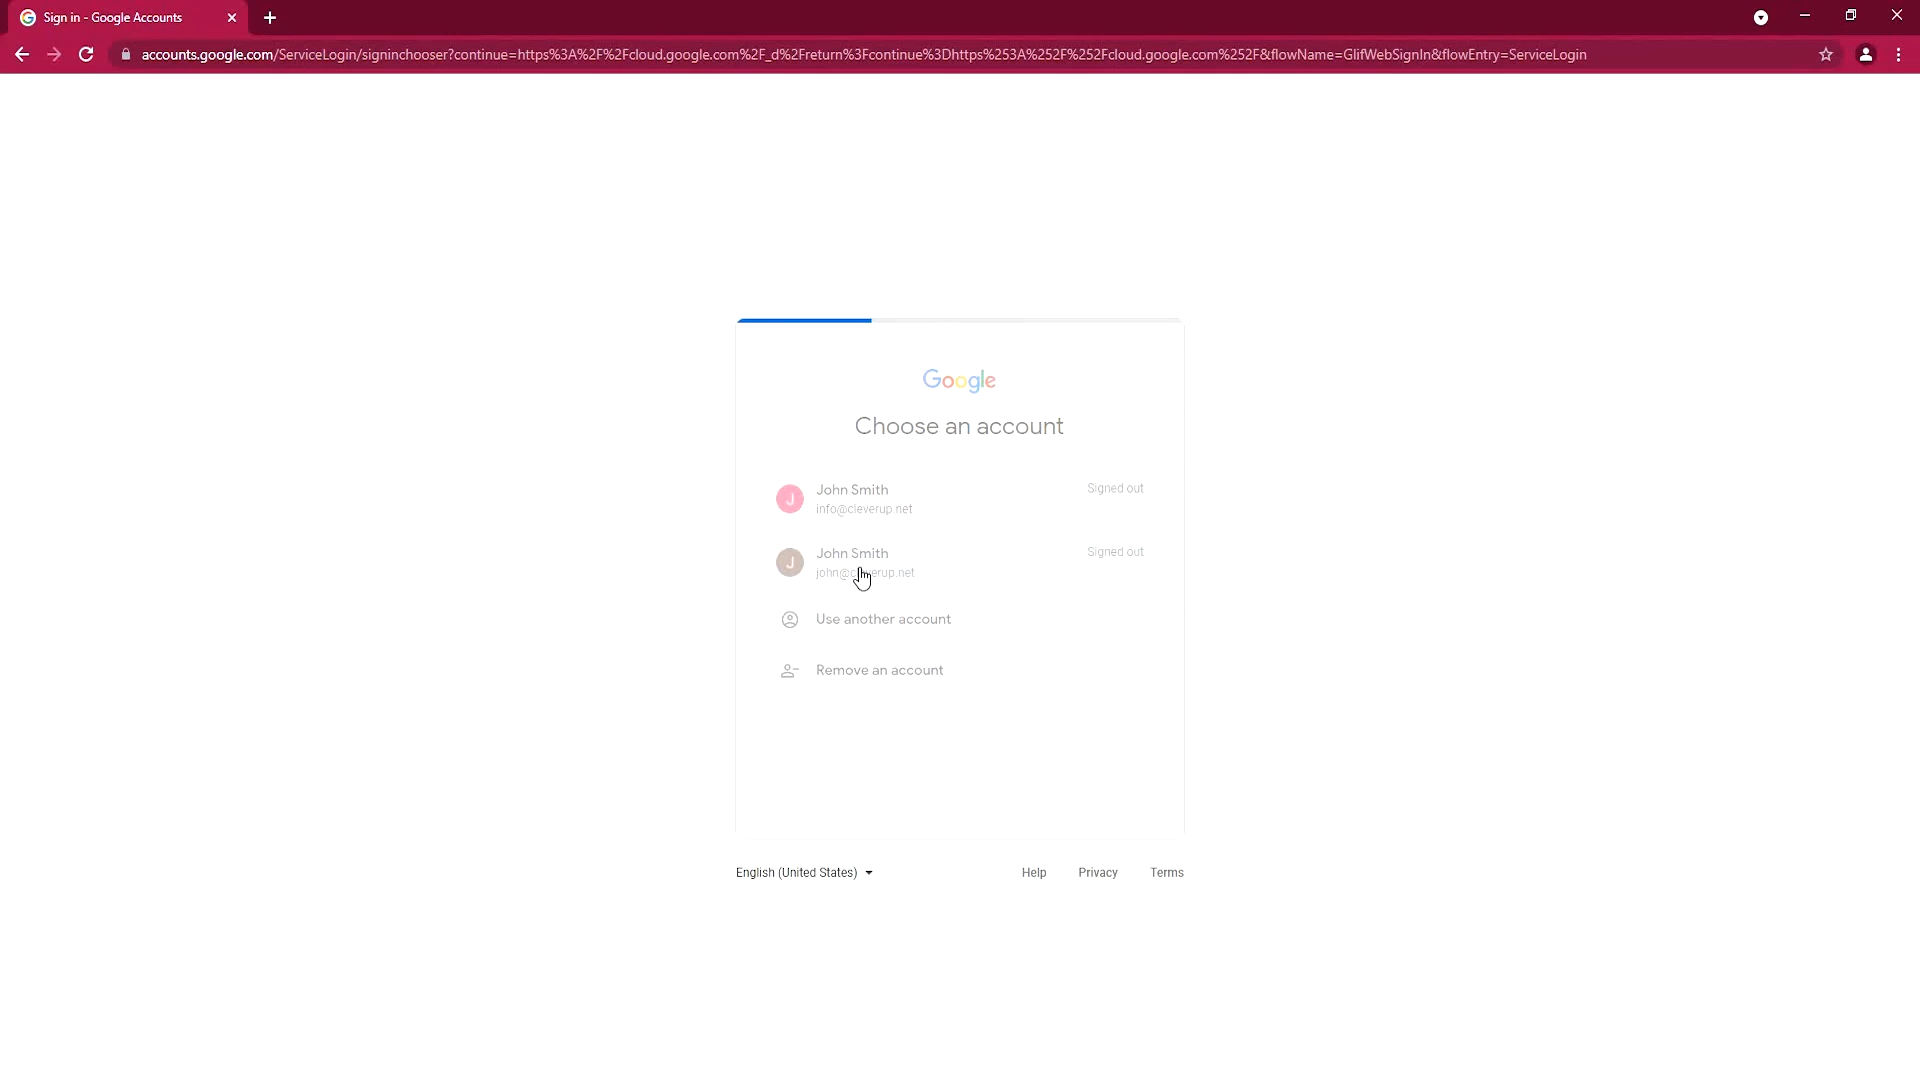 Sign in - Google Accounts
accounts.google.com/ServiceLogin/signinchooser?continue=https%3A%2F%2Fcloud.google.com%2F_d%2Freturn%3Fcontinue%3Dhttps%253A%252F%252Fcloud.google.com%252F&flowName=GlifWebSignIn&flowEntry=ServiceLogin
Google
Choose an account
J
John Smith
Signed out
info@cleverup.net
J
John Smith
Signed out
Use another account
Remove an account
English (United States)
Help
Privacy
Terms